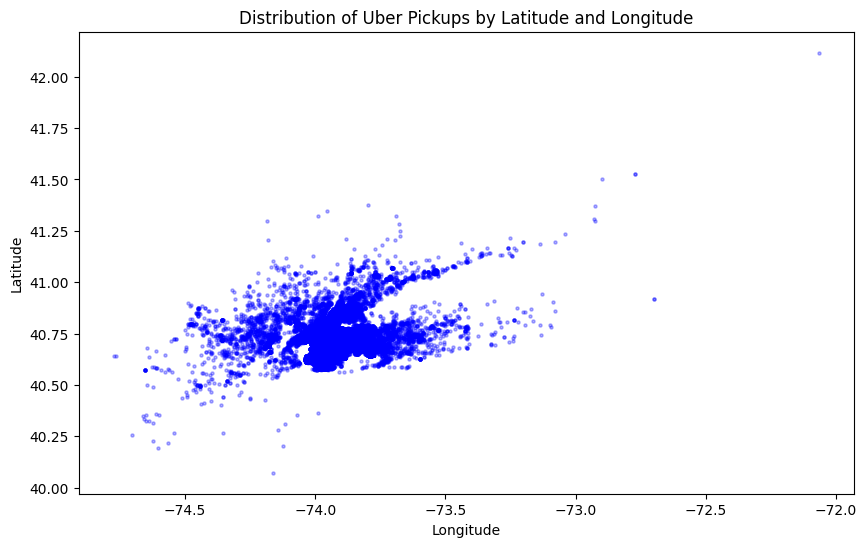 Distribution of Uber Pickups by Latitude and Longitude
Latitude
42.00
41.75
41.50
41.25
41.00
40.75
40.50
40.25
40.00
−74.5 −74.0 −73.5 −73.0 −72.5 −72.0
Longitude